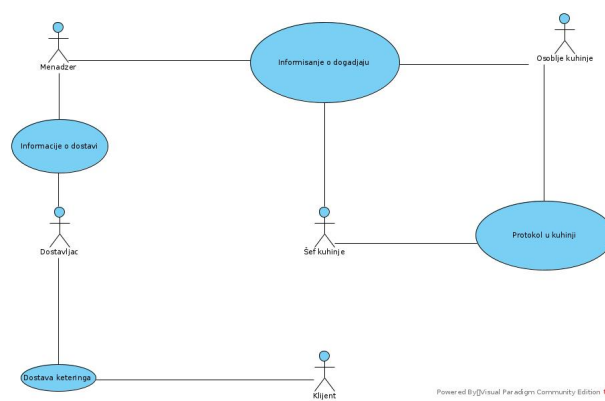 Menadzer
Informisanje o dogadjaju
Osoblje kuhinje
Informacije o dostavi
Dostavljac
Šef kuhinje
Protokol u kuhinji
Dostava keteringa
Klijent
Powered By▯Visual Paradigm Community Edition